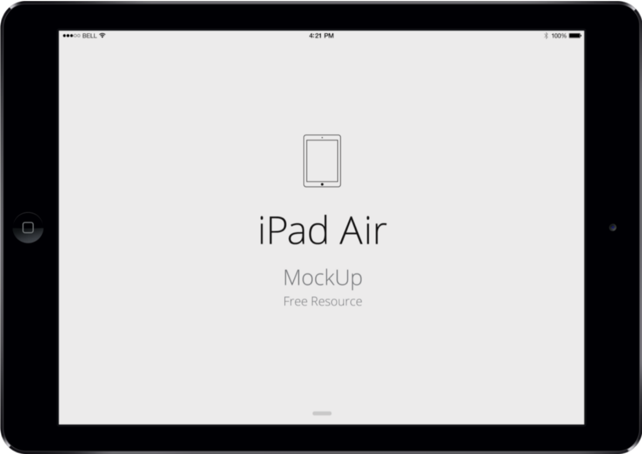 BELL 4:21 PM 100%
iPad Air
MockUp
Free Resource